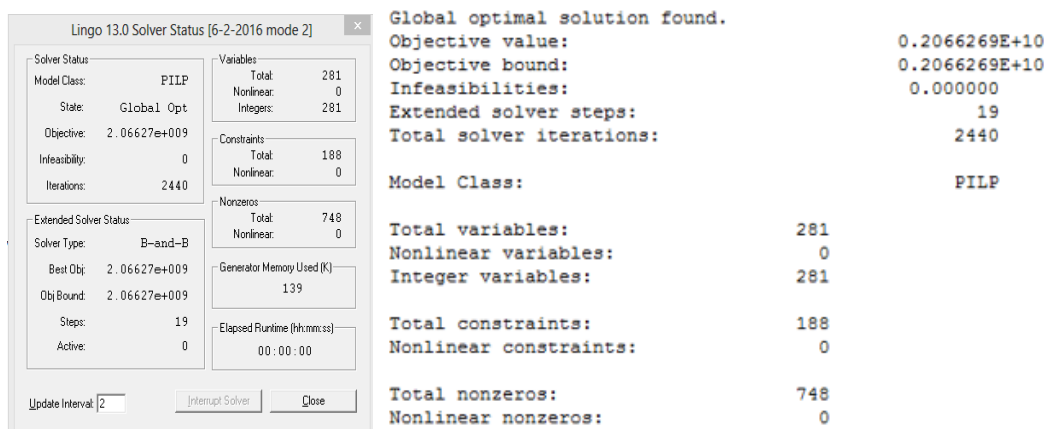 Lingo 13.0 Solver Status [6-2-2016 mode 2]
Solver Status
Model Class: PILP
State: Global Opt
Objective: 2.06627e+009
Infeasibility: 0
Iterations: 2440
Extended Solver Status
Solver Type: B-and-B
Best Obj: 2.06627e+009
Obj Bound: 2.06627e+009
Steps: 19
Active: 0
Variables
Total: 281
Nonlinear: 0
Integers: 281
Constraints
Total: 188
Nonlinear: 0
Nonzeros
Total: 748
Nonlinear: 0
Generator Memory Used (K)
139
Elapsed Runtime (hh:mm:ss)
00:00:00
Update Interval: 2
Interrupt Solver
Close
Global optimal solution found.
Objective value: 0.2066269E+10
Objective bound: 0.2066269E+10
Infeasibilities: 0.000000
Extended solver steps: 19
Total solver iterations: 2440
Model Class: PILP
Total variables: 281
Nonlinear variables: 0
Integer variables: 281
Total constraints: 188
Nonlinear constraints: 0
Total nonzeros: 748
Nonlinear nonzeros: 0